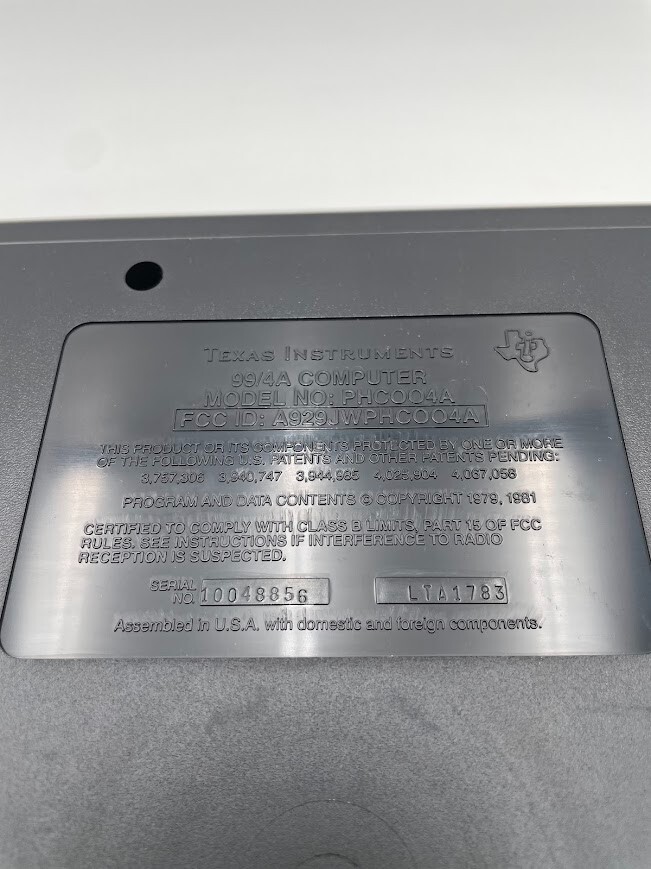 TEXAS INSTRUMENTS
99/4A COMPUTER
MODEL NO: PHC004A
FCC ID: A929JWPHC004A
THIS PRODUCT OR ITS COMPONENTS PROTECTED BY ONE OR MORE
OF THE FOLLOWING U.S. PATENTS AND OTHER PATENTS PENDING:
3,757,306 3,940,747 3,944,985 4,025,904 4,067,056
PROGRAM AND DATA CONTENTS © COPYRIGHT 1979, 1981
CERTIFIED TO COMPLY WITH CLASS B LIMITS, PART 15 OF FCC
RULES. SEE INSTRUCTIONS IF INTERFERENCE TO RADIO
RECEPTION IS SUSPECTED.
SERIAL
NO. 10048856 LTA1783
Assembled in U.S.A. with domestic and foreign components.